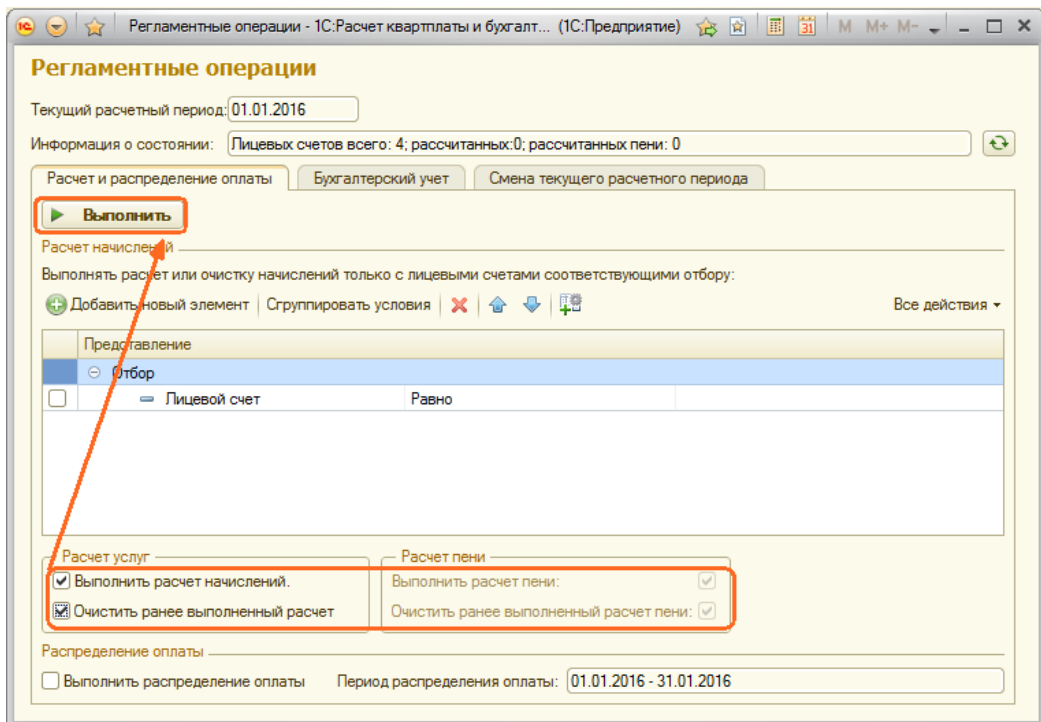 Регламентные операции - 1С:Расчет квартплаты и бухгалт... (1С:Предприятие) 31 M M+ M-
Регламентные операции
Текущий расчетный период: 01.01.2016
Информация о состоянии: Лицевых счетов всего: 4; рассчитанных:0; рассчитанных пени: 0
Расчет и распределение оплаты Бухгалтерский учет Смена текущего расчетного периода
Выполнить
Расчет начислений
Выполнять расчет или очистку начислений только с лицевыми счетами соответствующими отбору:
Добавить новый элемент Сгруппировать условия Все действия
Представление
Отбор
Лицевой счет Равно
Расчет услуг Расчет пени
Выполнить расчет начислений. Выполнить расчет пени:
Очистить ранее выполненный расчет Очистить ранее выполненный расчет пени:
Распределение оплаты
Выполнить распределение оплаты Период распределения оплаты: 01.01.2016 - 31.01.2016